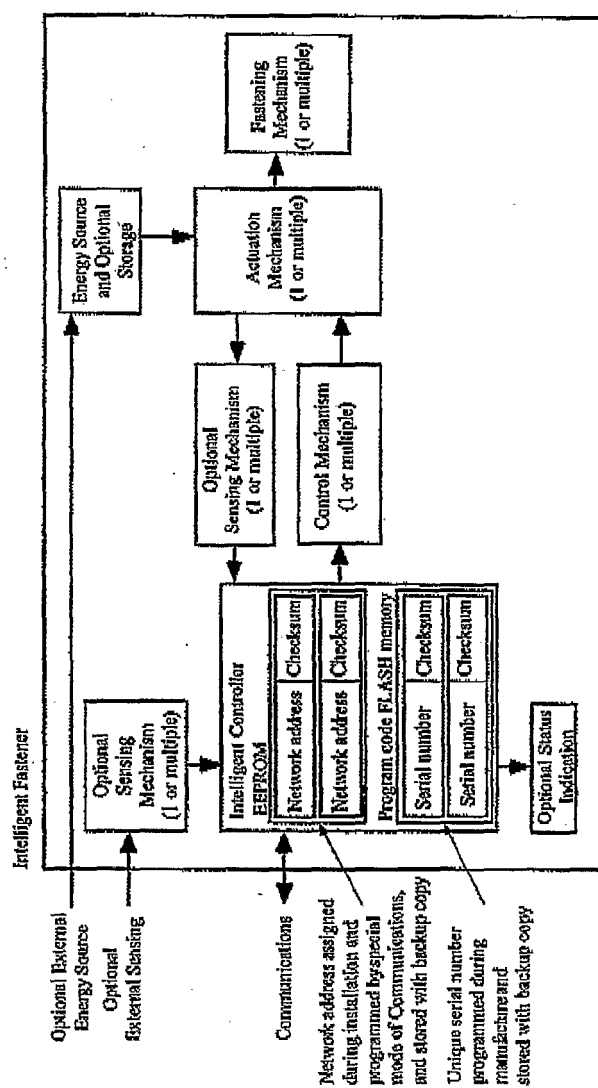 Intelligent Fastener
Optional External
Energy Source
Optional
External Sensing
Communications
Network address assigned
during installation and
programmed by special
mode of Communications,
and stored with backup copy
Unique serial number
programmed during
manufacture and
stored with backup copy
Optional
Sensing
Mechanism
(1 or multiple)
Intelligent Controller
EEPROM
Network address Checksum
Network address Checksum
Program code FLASH memory
Serial number Checksum
Serial number Checksum
Optional Status
Indication
Optional
Sensing Mechanism
(1 or multiple)
Control Mechanism
(1 or multiple)
Energy Source
and Optional
Storage
Actuation
Mechanism
(1 or multiple)
Fastening
Mechanism
(1 or multiple)